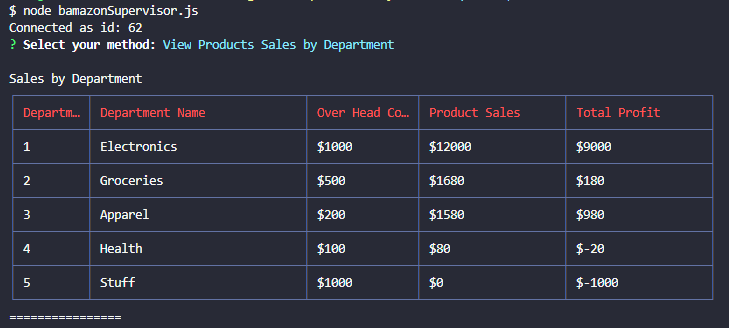 $ node bamazonSupervisor.js
Connected as id: 62
? Select your method: View Products Sales by Department
Sales by Department
Departm… Department Name Over Head Co… Product Sales Total Profit
1 Electronics $1000 $12000 $9000
2 Groceries $500 $1680 $180
3 Apparel $200 $1580 $980
4 Health $100 $80 $-20
5 Stuff $1000 $0 $-1000
================